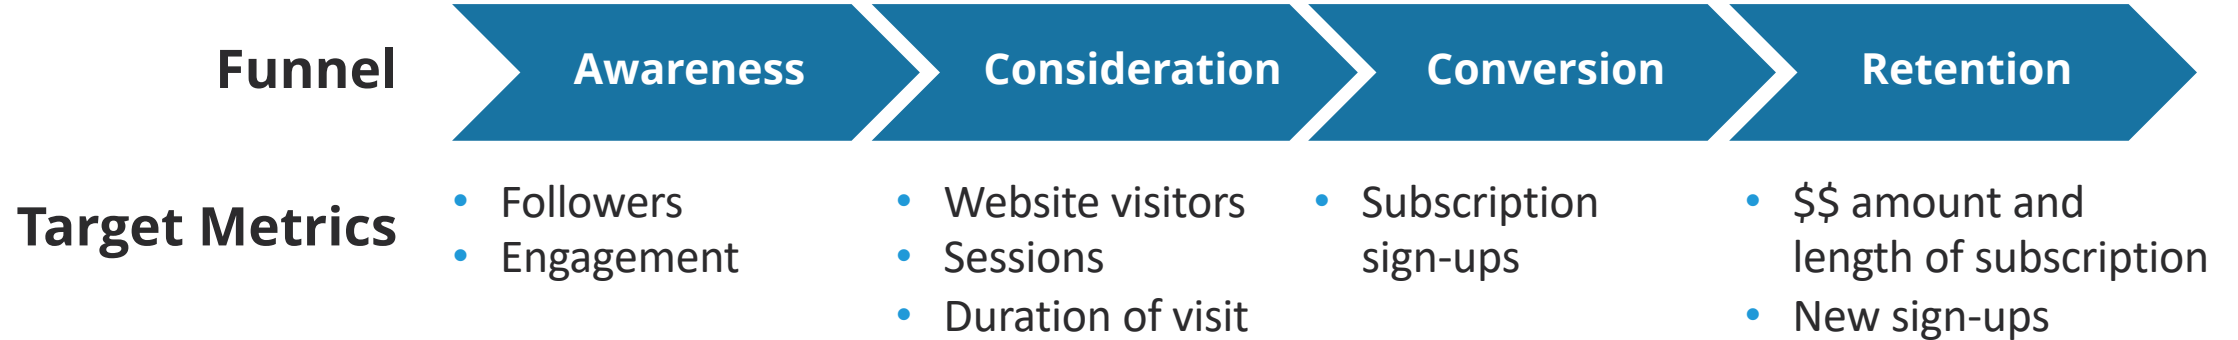 Funnel
Awareness
Consideration
Conversion
Retention
Target Metrics
• Followers
• Engagement
• Website visitors
• Sessions
• Duration of visit
• Subscription
sign-ups
• $$ amount and
length of subscription
• New sign-ups